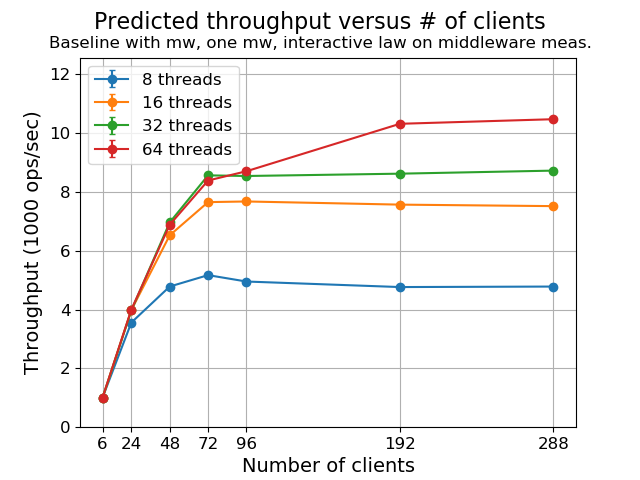 Predicted throughput versus # of clients
Baseline with mw, one mw, interactive law on middleware meas.
8 threads
16 threads
32 threads
64 threads
Throughput (1000 ops/sec)
12
10
8
6
4
2
0
6 24 48 72 96 192 288
Number of clients